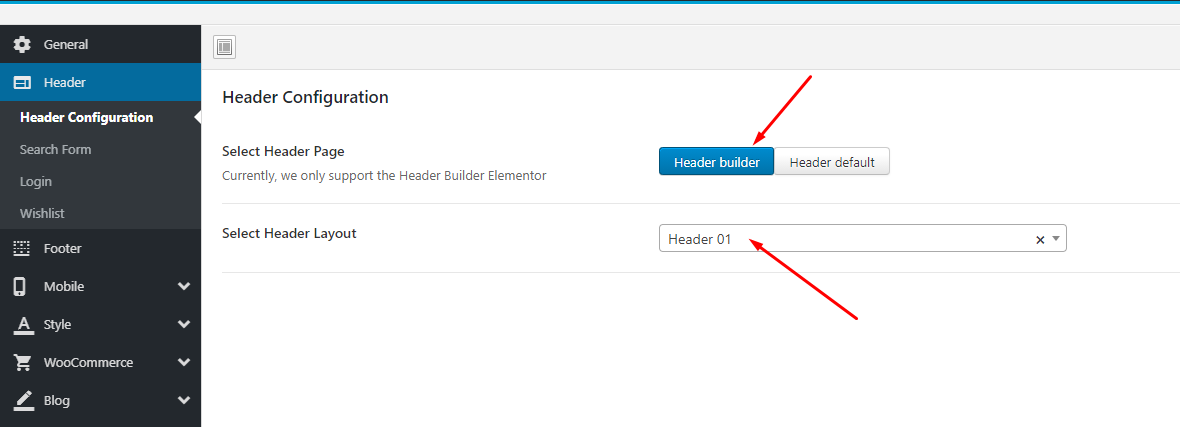 General
Header
Header Configuration
Search Form
Login
Wishlist
Footer
Mobile
Style
WooCommerce
Blog
Header Configuration
Select Header Page
Currently, we only support the Header Builder Elementor
Header builder
Header default
Select Header Layout
Header 01